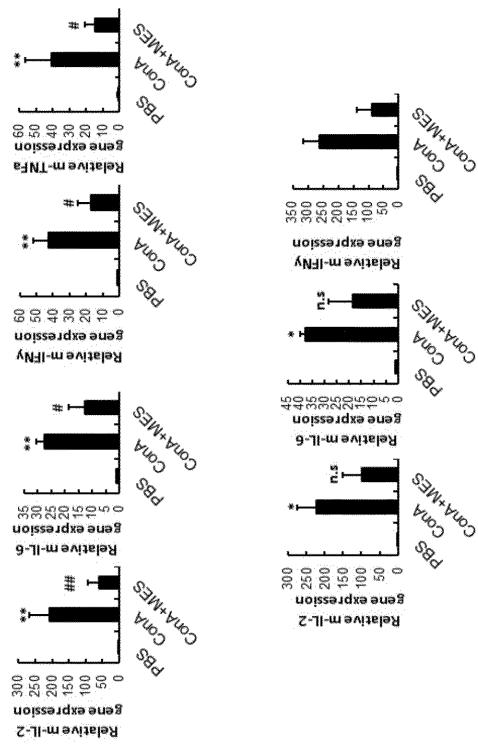 Relative m-IL-2
gene expression
300
250
200
150
100
50
0
**
##
PBS
ConA
ConA+MES
Relative m-IL-6
gene expression
35
30
25
20
15
10
5
0
**
#
PBS
ConA
ConA+MES
Relative m-IFNy
gene expression
60
50
40
30
20
10
0
**
#
PBS
ConA
ConA+MES
Relative m-TNFa
gene expression
60
50
40
30
20
10
0
**
#
PBS
ConA
ConA+MES
Relative m-IL-2
gene expression
300
250
200
150
100
50
0
*
n.s
PBS
ConA
ConA+MES
Relative m-IL-6
gene expression
45
40
35
30
25
20
15
10
5
0
*
n.s
PBS
ConA
ConA+MES
Relative m-IFNy
gene expression
350
300
250
200
150
100
50
0
PBS
ConA
ConA+MES